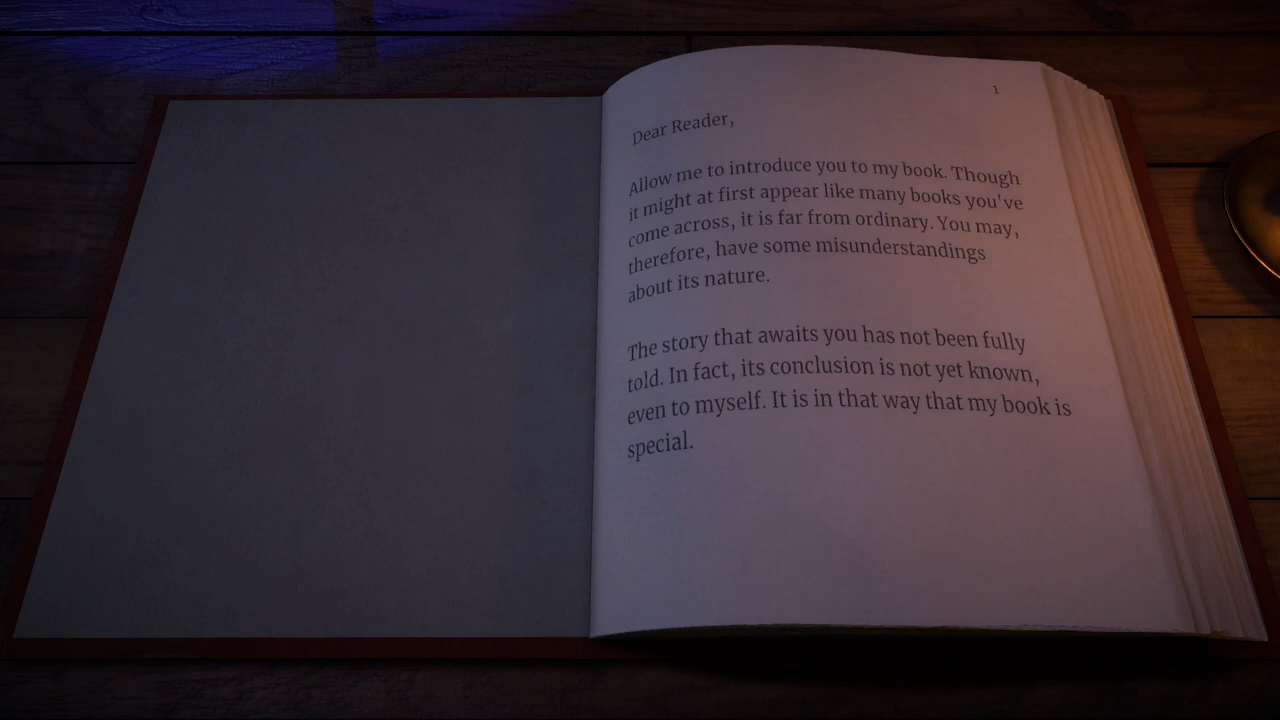 1
Dear Reader,
Allow me to introduce you to my book. Though
it might at first appear like many books you've
come across, it is far from ordinary. You may,
therefore, have some misunderstandings
about its nature.
The story that awaits you has not been fully
told. In fact, its conclusion is not yet known,
even to myself. It is in that way that my book is
special.